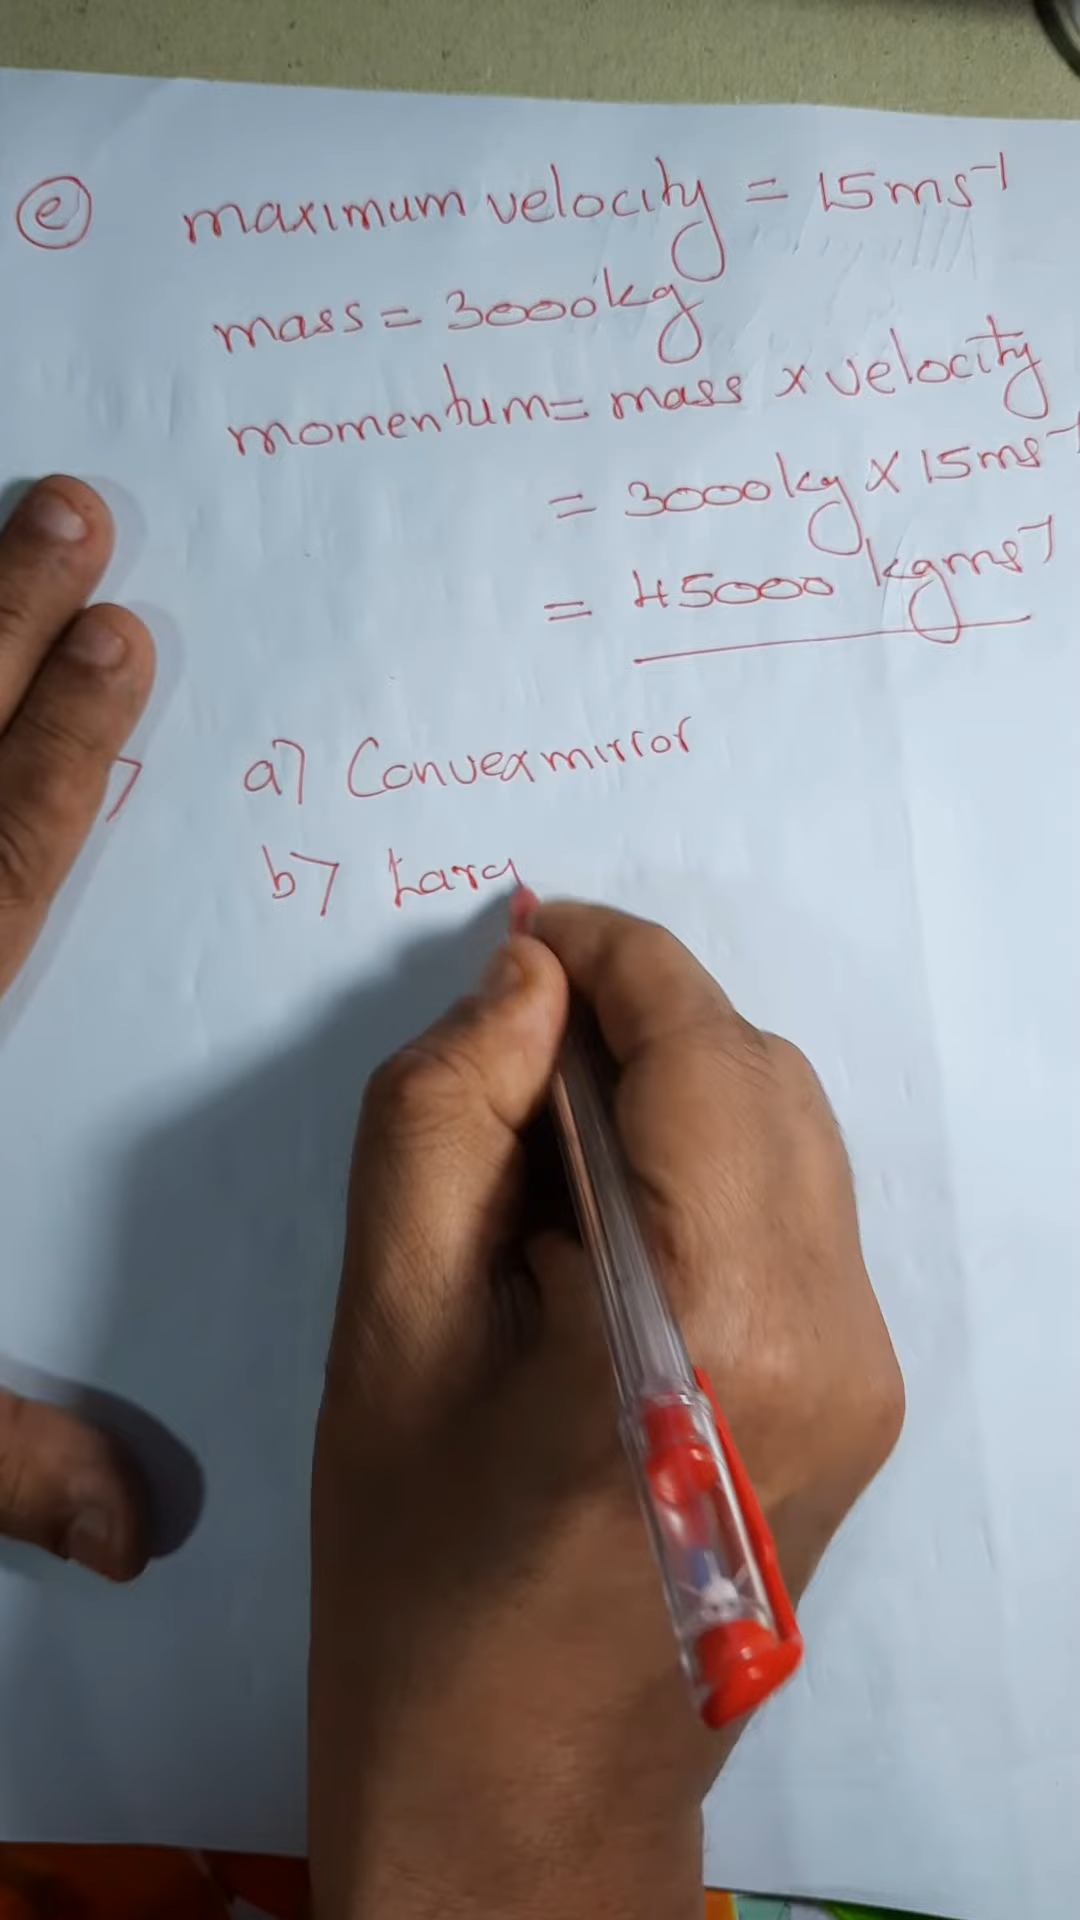 e maximum velocity = 15ms⁻¹
mass = 3000kg
momentum = mass x velocity
= 3000kg x 15ms⁻¹
= 45000 kgms⁻¹
a) Convex mirror
b) Larg